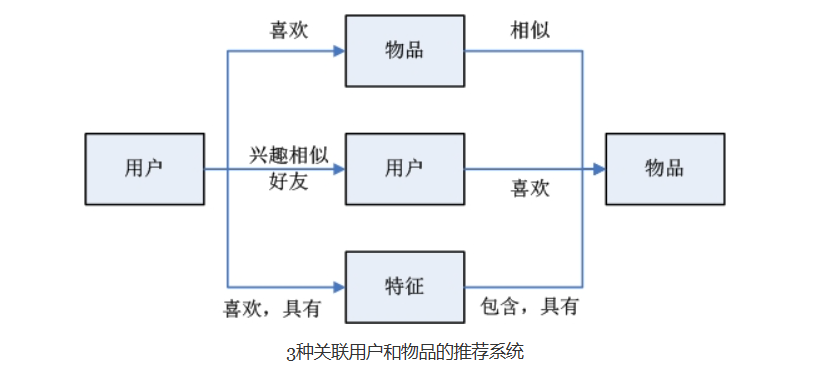 喜欢
物品
相似
用户
兴趣相似
好友
用户
喜欢
物品
特征
喜欢，具有
包含，具有
3种关联用户和物品的推荐系统